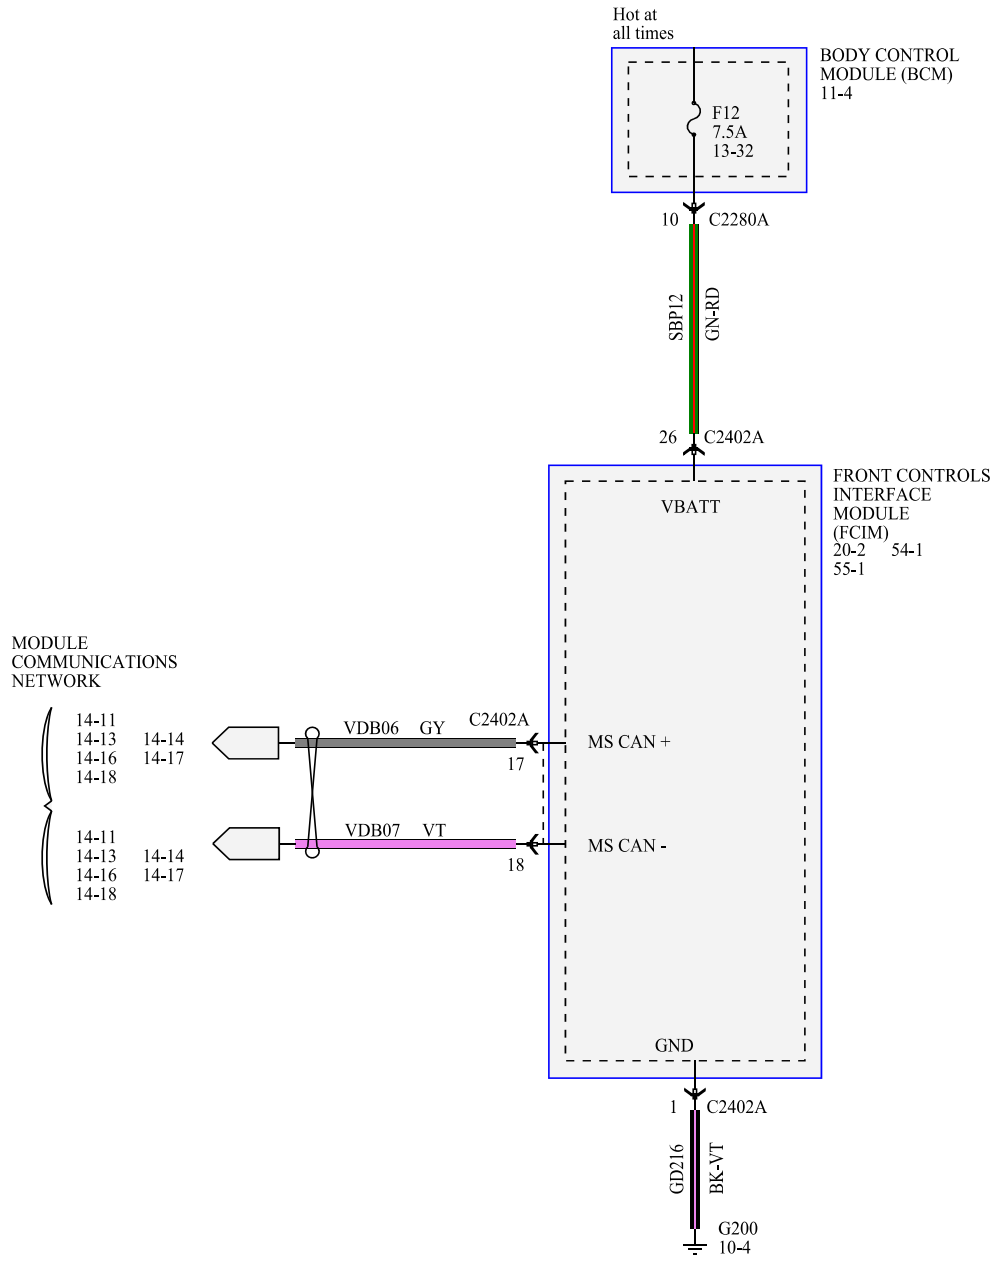 Hot at
all times
BODY CONTROL
MODULE (BCM)
11-4
F12
7.5A
13-32
10 C2280A
SBP12 GN-RD
26 C2402A
FRONT CONTROLS
INTERFACE
MODULE
(FCIM)
20-2 54-1
55-1
VBATT
MODULE
COMMUNICATIONS
NETWORK
14-11
14-13 14-14
14-16 14-17
14-18
VDB06 GY C2402A
17
MS CAN +
14-11
14-13 14-14
14-16 14-17
14-18
VDB07 VT
18
MS CAN -
GND
1 C2402A
GD216 BK-VT
G200
10-4